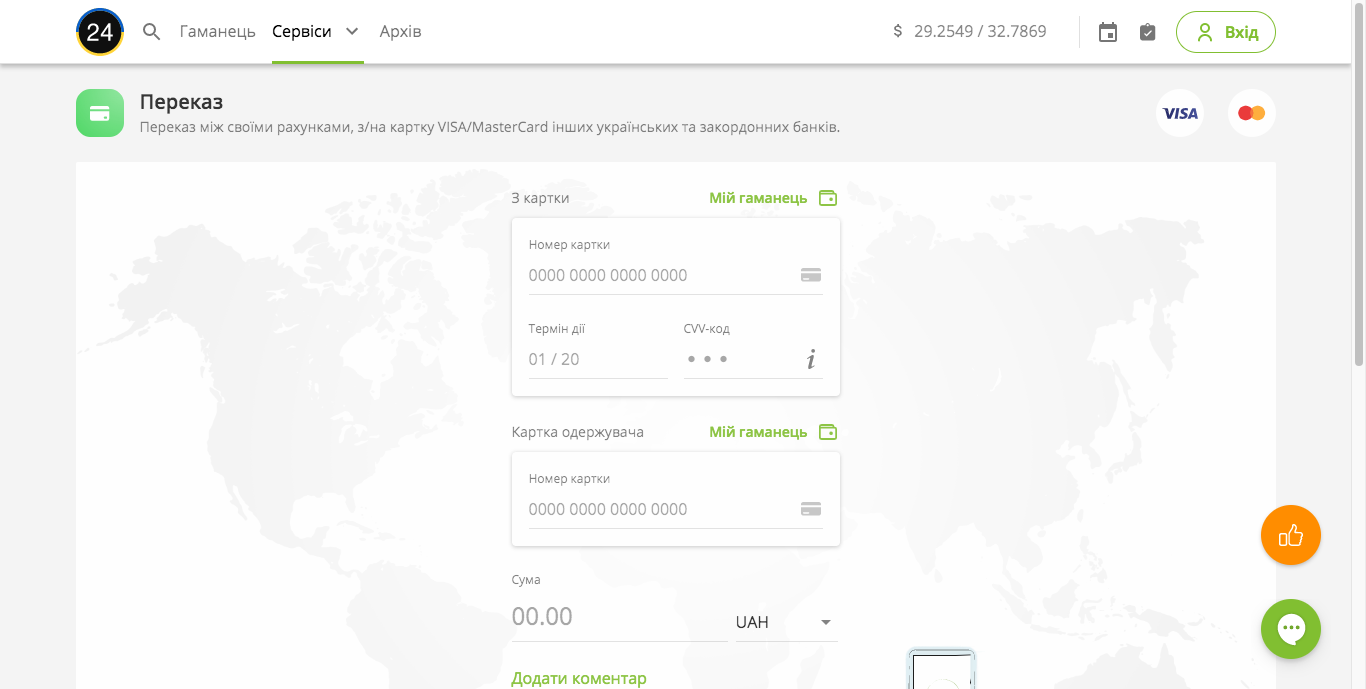 24
Гаманець
Сервіси
Архів
$ 29.2549 / 32.7869
Вхід
Переказ
Переказ між своїми рахунками, з/на картку VISA/MasterCard інших українських та закордонних банків.
VISA
З картки
Мій гаманець
Номер картки
0000 0000 0000 0000
Термін дії
CVV-код
01 / 20
Картка одержувача
Мій гаманець
Номер картки
0000 0000 0000 0000
Сума
00.00
UAH
Додати коментар